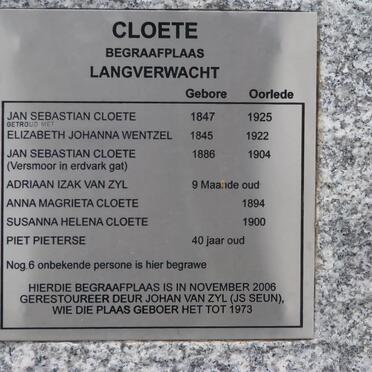 CLOETE
BEGRAAFPLAAS
LANGVERWACHT
Gebore Oorlede
JAN SEBASTIAN CLOETE 1847 1925
GETROUD MET
ELIZABETH JOHANNA WENTZEL 1845 1922
JAN SEBASTIAN CLOETE 1886 1904
(Versmoor in erdvark gat)
ADRIAAN IZAK VAN ZYL 9 Maande oud
ANNA MAGRIETA CLOETE 1894
SUSANNA HELENA CLOETE 1900
PIET PIETERSE 40 jaar oud
Nog 6 onbekende persone is hier begrawe
HIERDIE BEGRAAFPLAAS IS IN NOVEMBER 2006
GERESTOUREER DEUR JOHAN VAN ZYL (JS SEUN),
WIE DIE PLAAS GEBOER HET TOT 1973